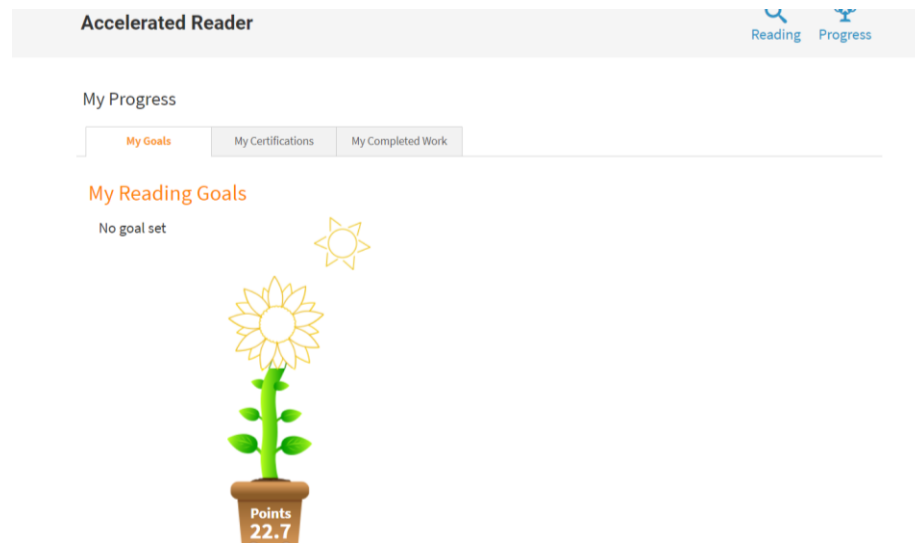 Accelerated Reader
Reading Progress
My Progress
My Goals My Certifications My Completed Work
My Reading Goals
No goal set
Points
22.7